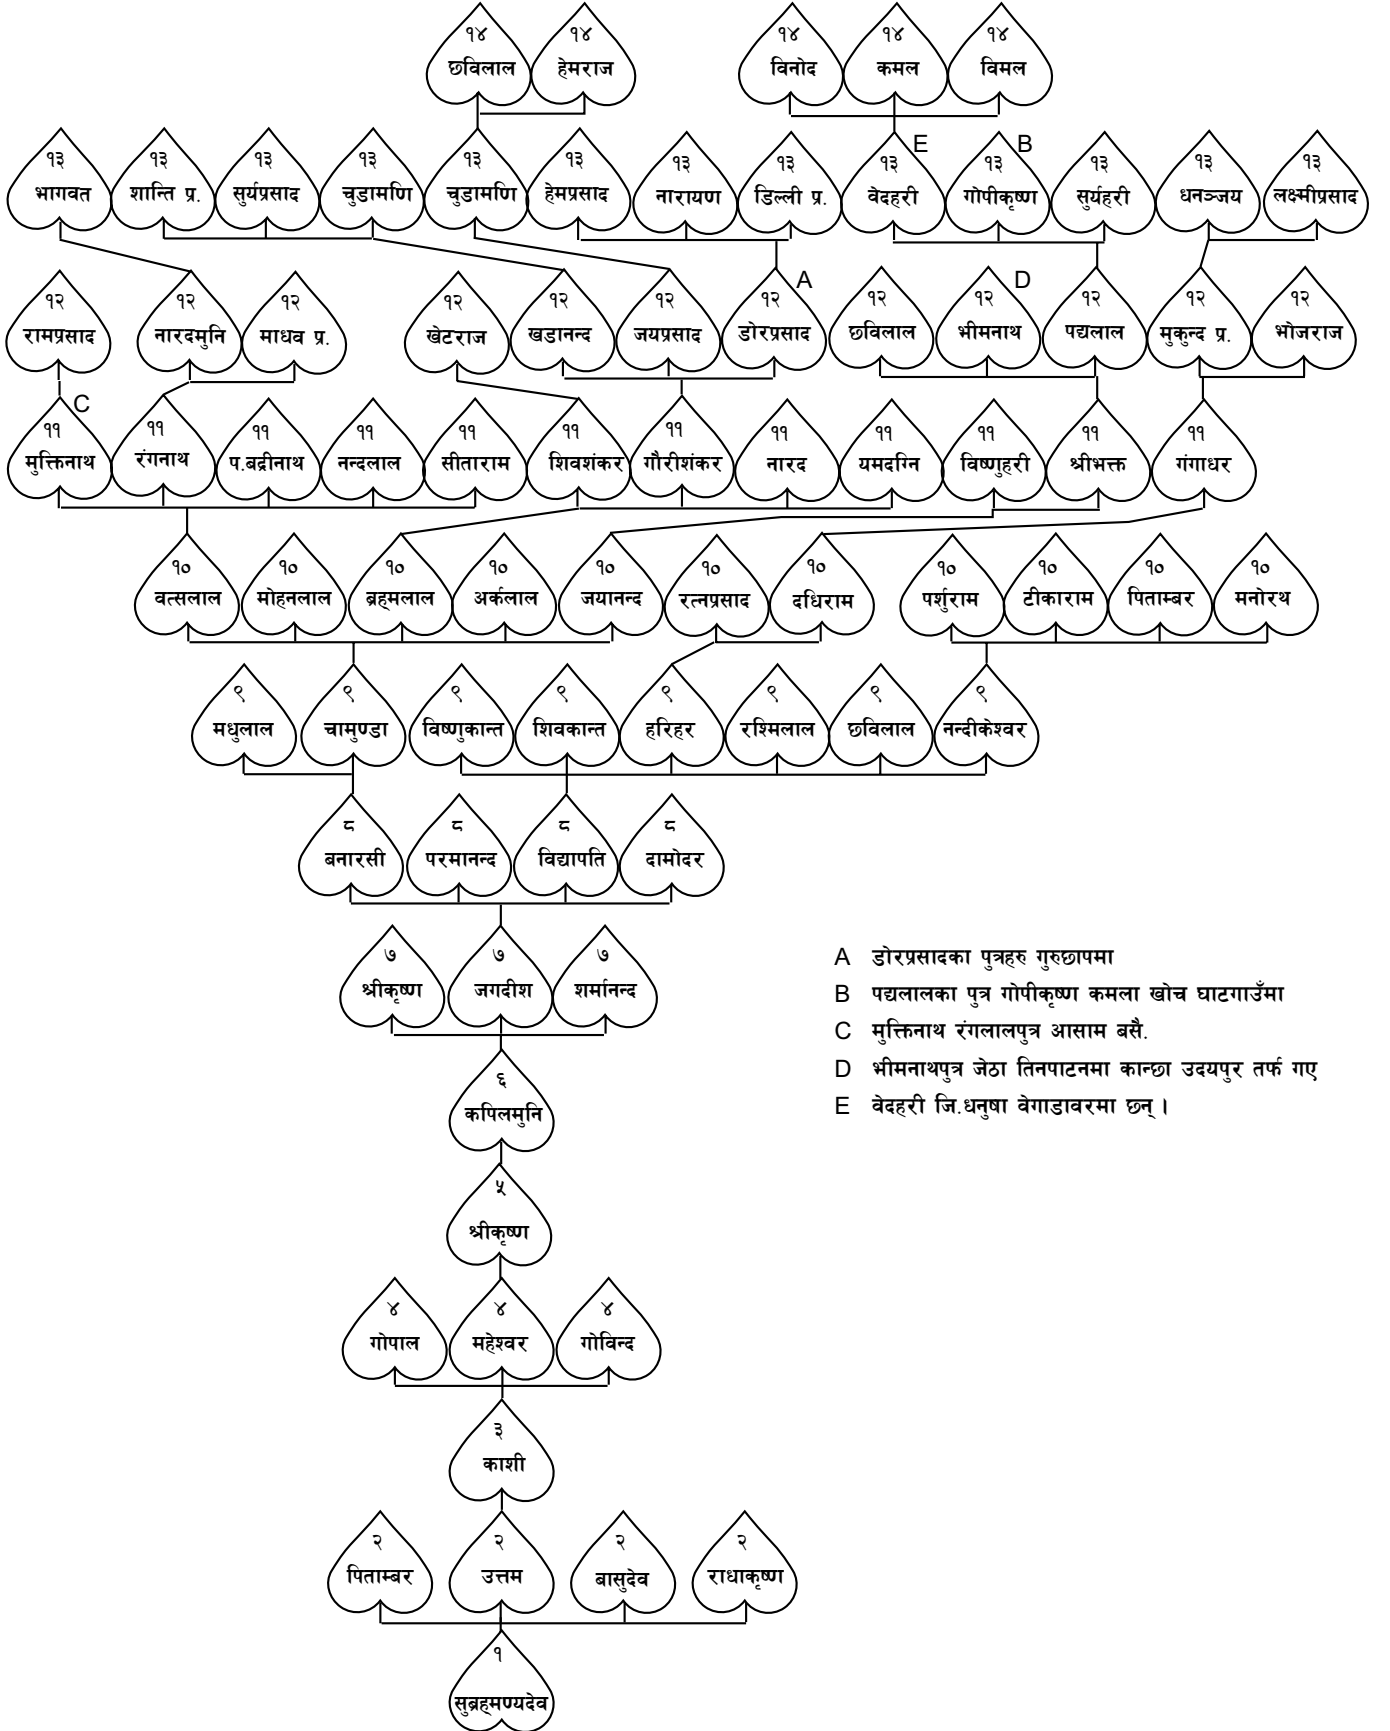 १४ १४ १४ १४ १४
छविलाल हेमराज विनोद कमल विमल
E B
१३ १३ १३ १३ १३ १३ १३ १३ १३ १३ १३ १३ १३
भागवत शान्ति प्र. सुर्यप्रसाद चुडामणि चुडामणि हेमप्रसाद नारायण डिल्ली प्र. वेदहरी गोपीकृष्ण सुर्यहरी धनञ्जय लक्ष्मीप्रसाद
A D
१२ १२ १२ १२ १२ १२ १२ १२ १२ १२ १२ १२
रामप्रसाद नारदमुनि माधव प्र. खेटराज खडानन्द जयप्रसाद डोरप्रसाद छविलाल भीमनाथ पद्यलाल मुकुन्द प्र. भोजराज
C
११ ११ ११ ११ ११ ११ ११ ११ ११ ११ ११ ११
मुक्तिनाथ रंगनाथ प.बद्रीनाथ नन्दलाल सीताराम शिवशंकर गौरीशंकर नारद यमदग्नि विष्णुहरी श्रीभक्त गंगाधर
१० १० १० १० १० १० १० १० १० १० १०
वत्सलाल मोहनलाल ब्रह्मलाल अर्कलाल जयानन्द रत्नप्रसाद दधिराम पर्शुराम टीकाराम पिताम्बर मनोरथ
९ ९ ९ ९ ९ ९ ९ ९
मधुलाल चामुण्डा विष्णुकान्त शिवकान्त हरिहर रश्मिलाल छविलाल नन्दीकेश्वर
८ ८ ८ ८
बनारसी परमानन्द विद्यापति दामोदर
७ ७ ७
श्रीकृष्ण जगदीश शर्मानन्द
A डोरप्रसादका पुत्रहरु गुरुछापमा
B पद्यलालका पुत्र गोपीकृष्ण कमला खोच घाटगाउँमा
C मुक्तिनाथ रंगलालपुत्र आसाम बसै.
D भीमनाथपुत्र जेठा तिनपाटनमा कान्छा उदयपुर तर्फ गए
E वेदहरी जि.धनुषा वेगाडावरमा छन् ।
६
कपिलमुनि
५
श्रीकृष्ण
४ ४ ४
गोपाल महेश्वर गोविन्द
३
काशी
२ २ २ २
पिताम्बर उत्तम बासुदेव राधाकृष्ण
१
सुब्रह्मण्यदेव